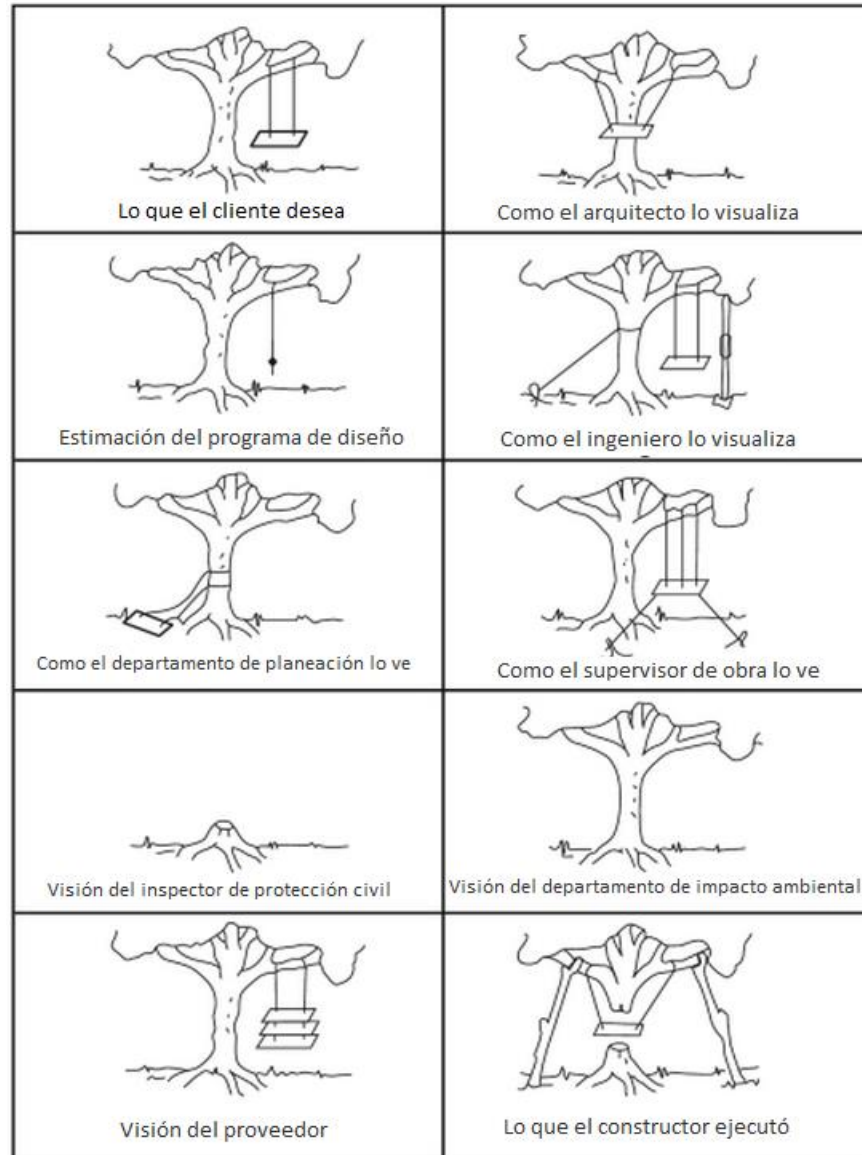 Lo que el cliente desea
Como el arquitecto lo visualiza
Estimación del programa de diseño
Como el ingeniero lo visualiza
Como el departamento de planeación lo ve
Como el supervisor de obra lo ve
Visión del inspector de protección civil
Visión del departamento de impacto ambiental
Visión del proveedor
Lo que el constructor ejecutó